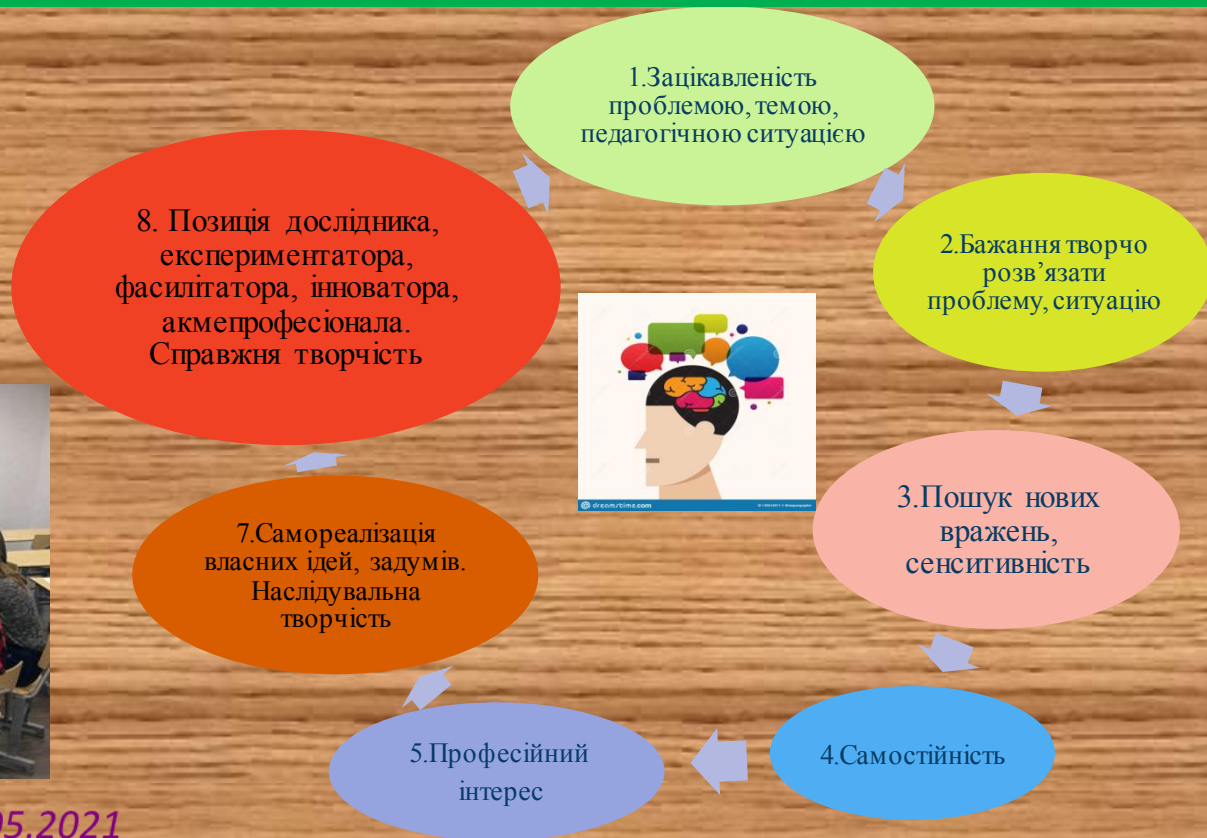 1.Зацікавленість
проблемою, темою,
педагогічною ситуацією
2.Бажання творчо
розв’язати
проблему, ситуацію
3.Пошук нових
вражень,
сенситивність
4.Самостійність
5.Професійний
інтерес
7.Самореалізація
власних ідей, задумів.
Наслідувальна
творчість
8. Позиція дослідника,
експериментатора,
фасилітатора, інноватора,
акмепрофесіонала.
Справжня творчість
dreamstime.com
05.2021